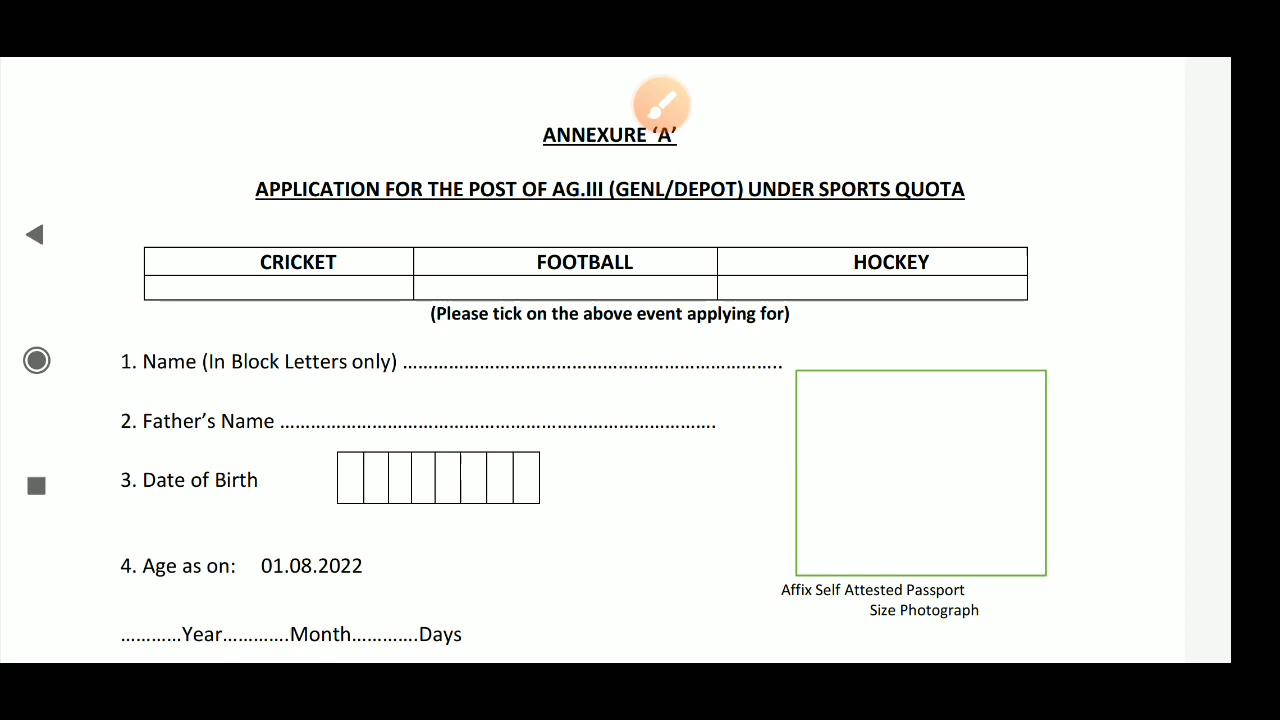 ANNEXURE ‘A’
APPLICATION FOR THE POST OF AG.III (GENL/DEPOT) UNDER SPORTS QUOTA
CRICKET FOOTBALL HOCKEY
(Please tick on the above event applying for)
1. Name (In Block Letters only) ………………………………………………………………..
2. Father’s Name ……………………………………………………………………….
3. Date of Birth
4. Age as on: 01.08.2022
Affix Self Attested Passport
Size Photograph
…………Year………….Month………….Days